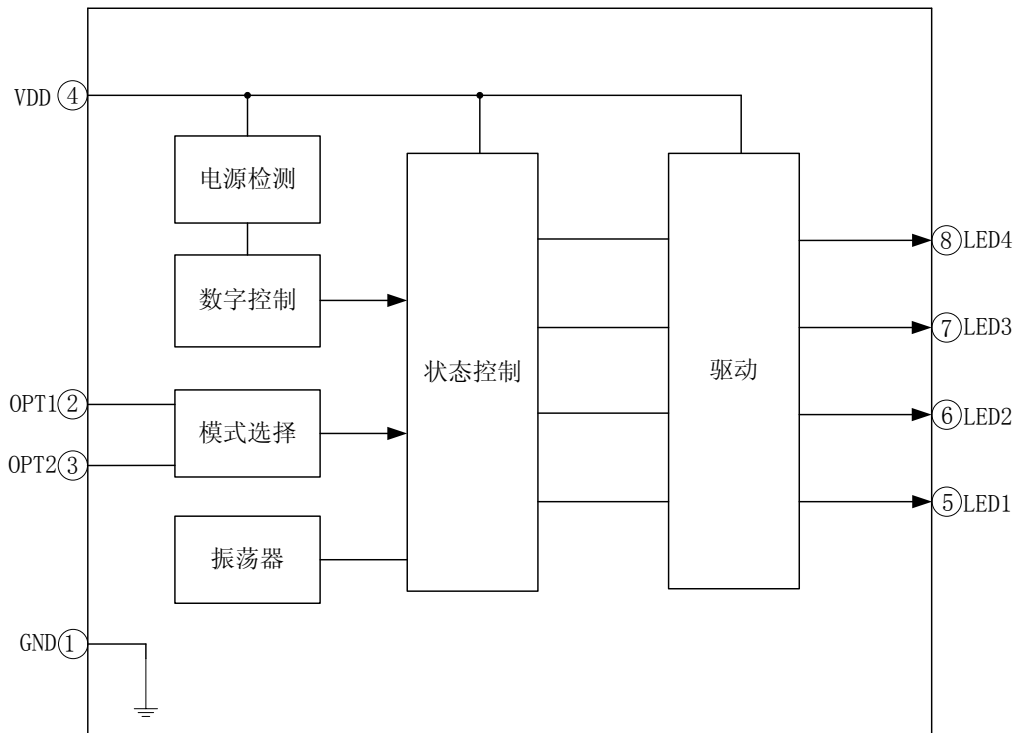 VDD ④
电源检测
⑧ LED4
数字控制
⑦ LED3
状态控制
驱动
OPT1 ②
模式选择
⑥ LED2
OPT2 ③
⑤ LED1
振荡器
GND ①